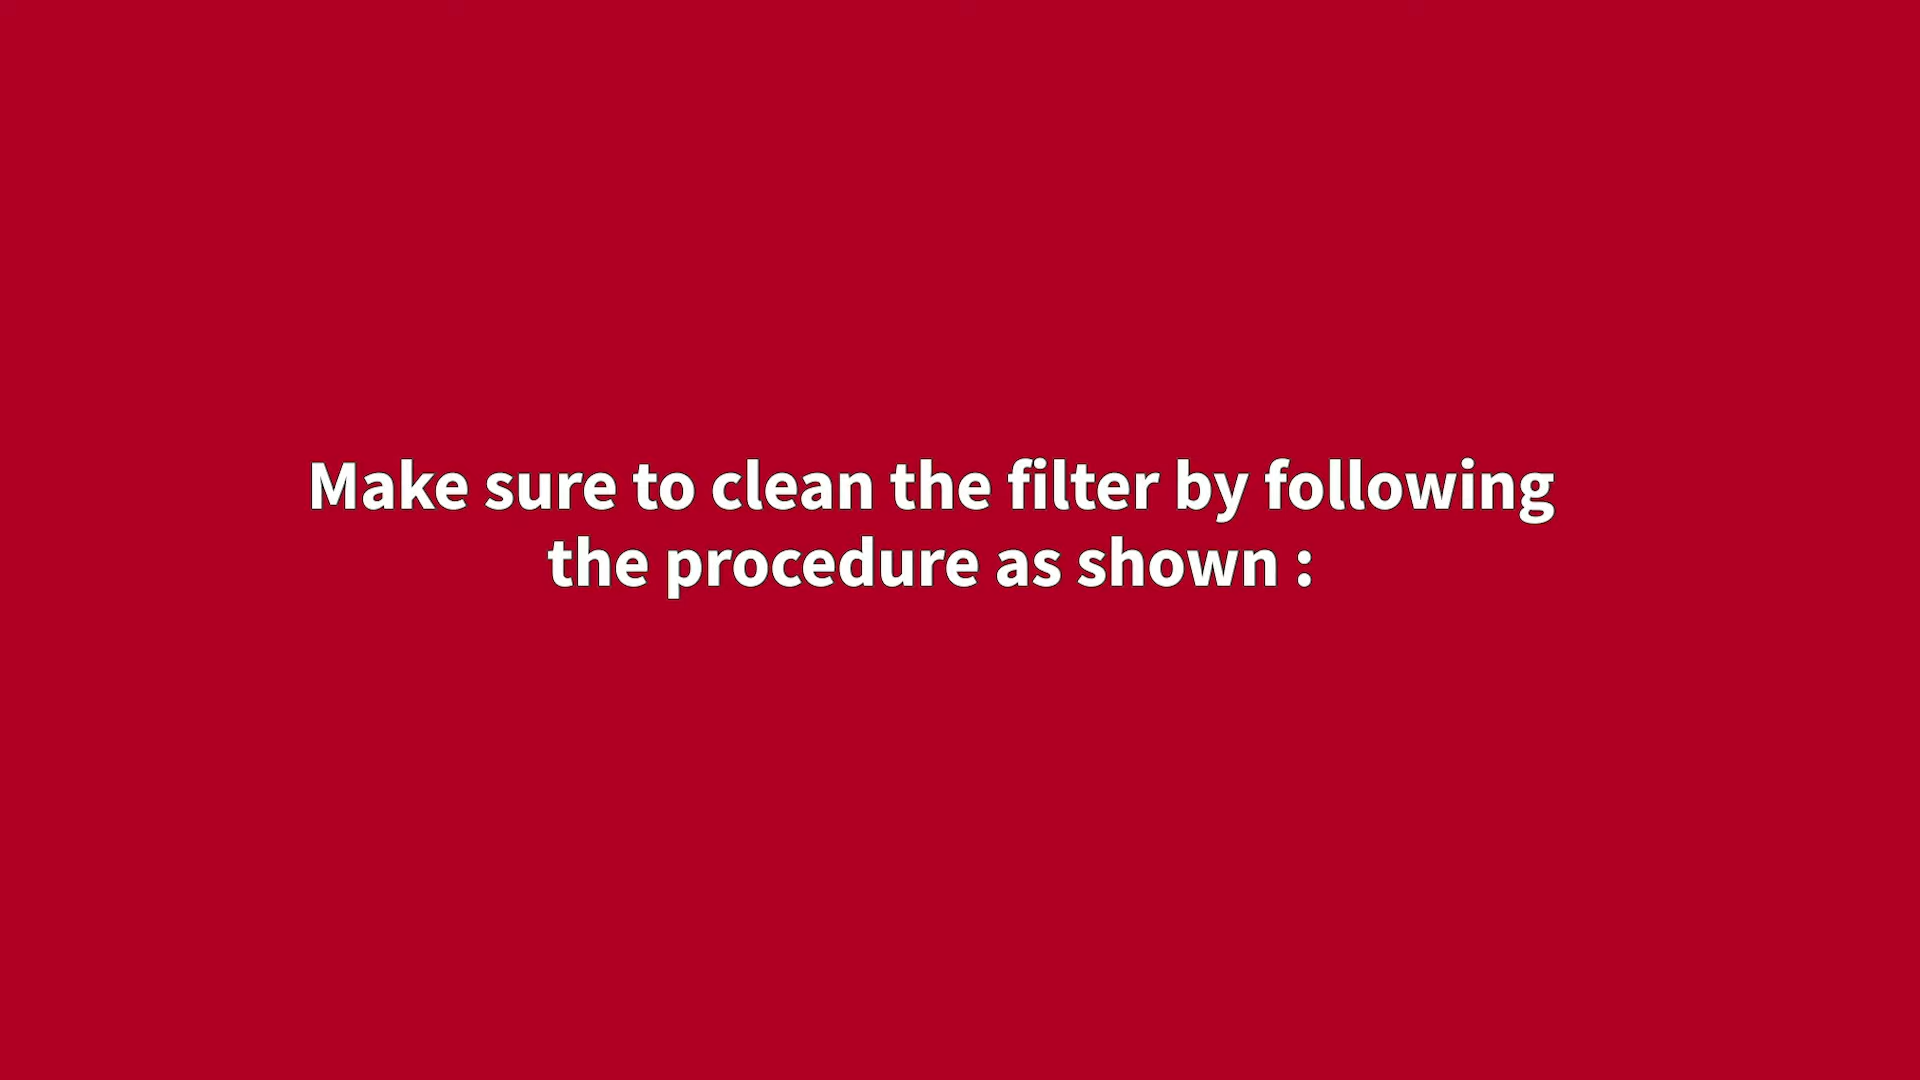 Make sure to clean the filter by following
the procedure as shown :